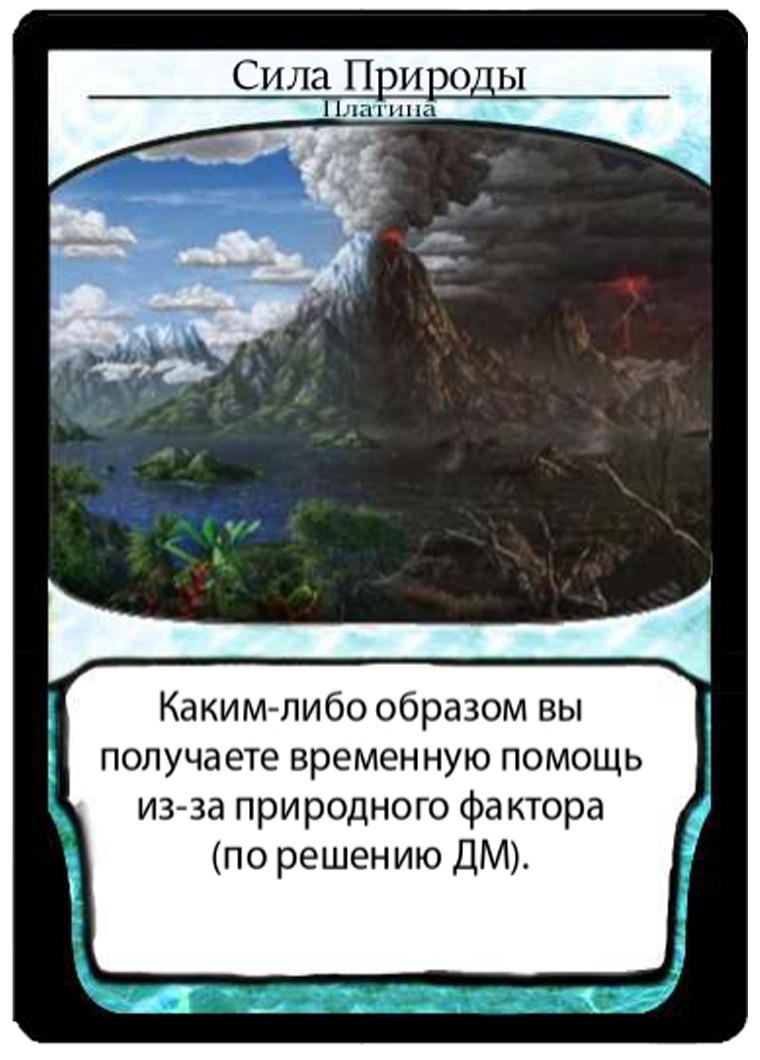 Сила Природы
Платина
Каким-либо образом вы
получаете временную помощь
из-за природного фактора
(по решению ДМ).